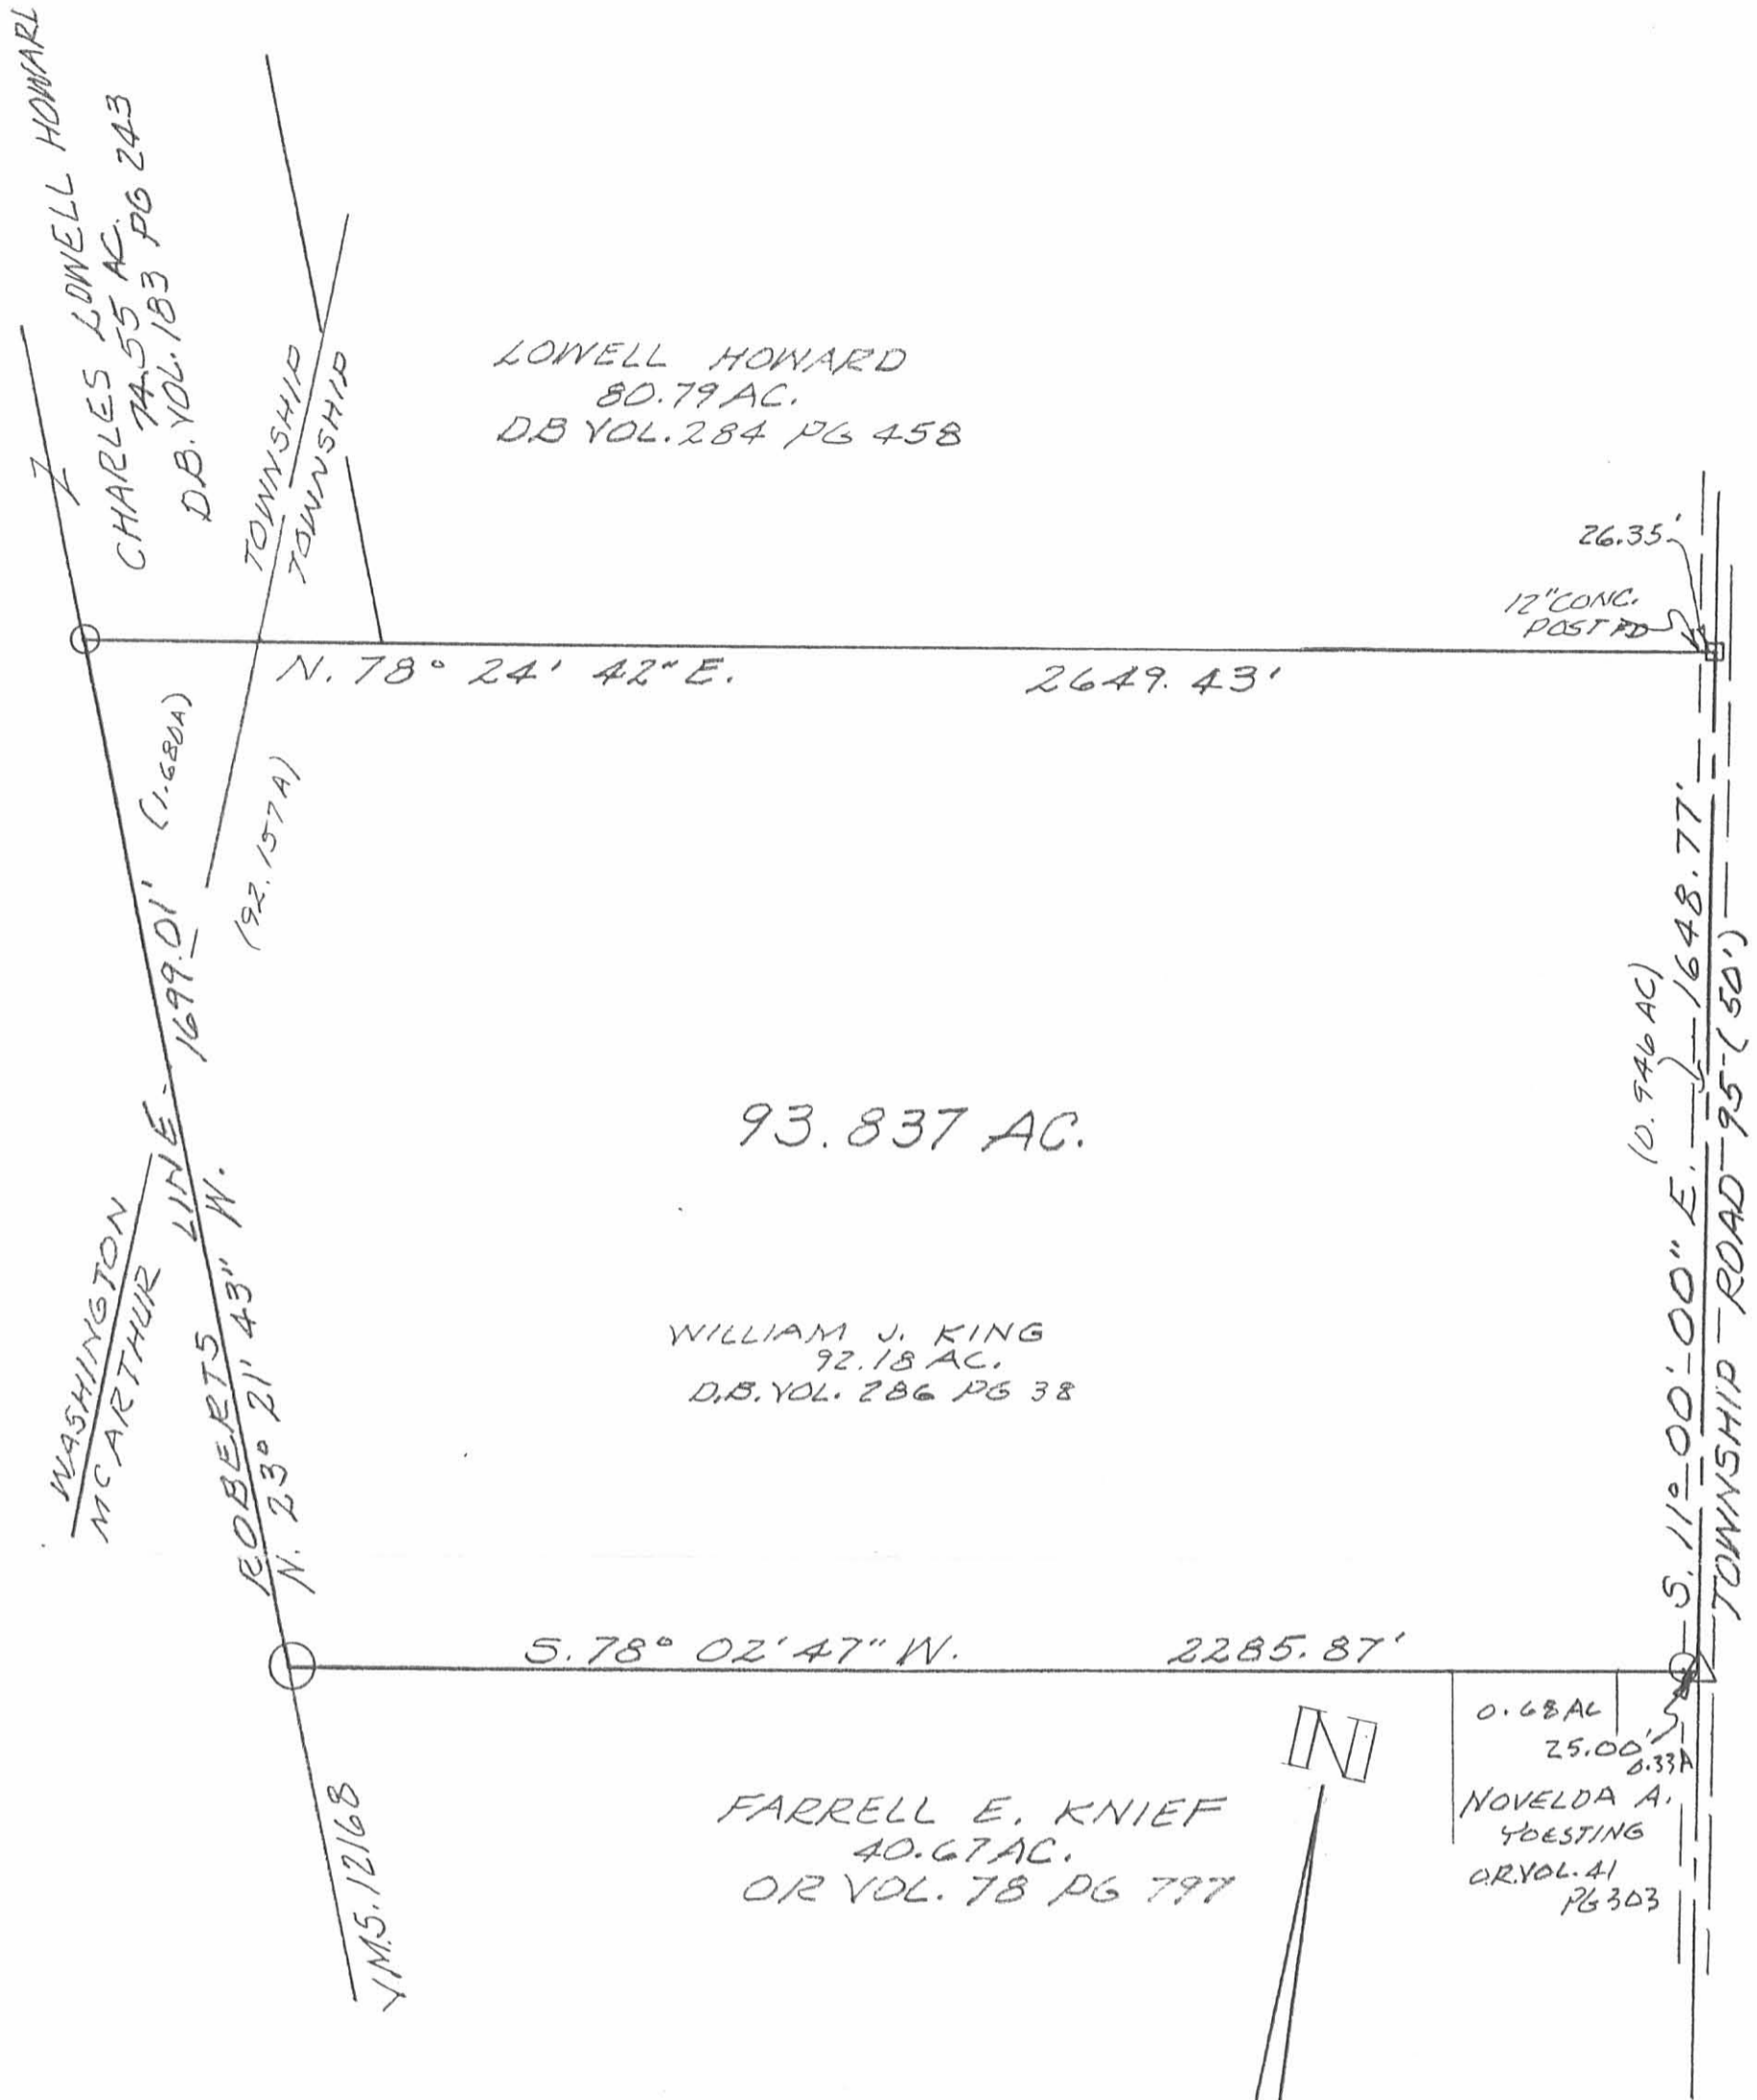 CHARLES LOWELL HOWARD
74.55 AC.
D.B. VOL. 183 PG 243
TOWNSHIP
TOWNSHIP
LOWELL HOWARD
80.79 AC.
D.B VOL. 284 PG 458
26.35'
12" CONC.
POST FD
N. 78° 24' 42" E. 2649.43'
(1.680A)
(92.157A)
ROBERTS LINE - 1699.01'
N. 23° 21' 43" W.
WASHINGTON
MCARTHUR
93.837 AC.
WILLIAM J. KING
92.18 AC.
D.B. VOL. 286 PG 38
(0.946 AC)
S. 11° 00' 00" E. 1648.77'
TOWNSHIP ROAD 95 (50')
S. 78° 02' 47" W. 2285.87'
0.68 AC
25.00'
0.33A
NOVELDA A.
YOESTING
O.R. VOL. 41
PG 303
N
FARRELL E. KNIEF
40.67 AC.
OR VOL. 78 PG 797
V.M.S. 12168